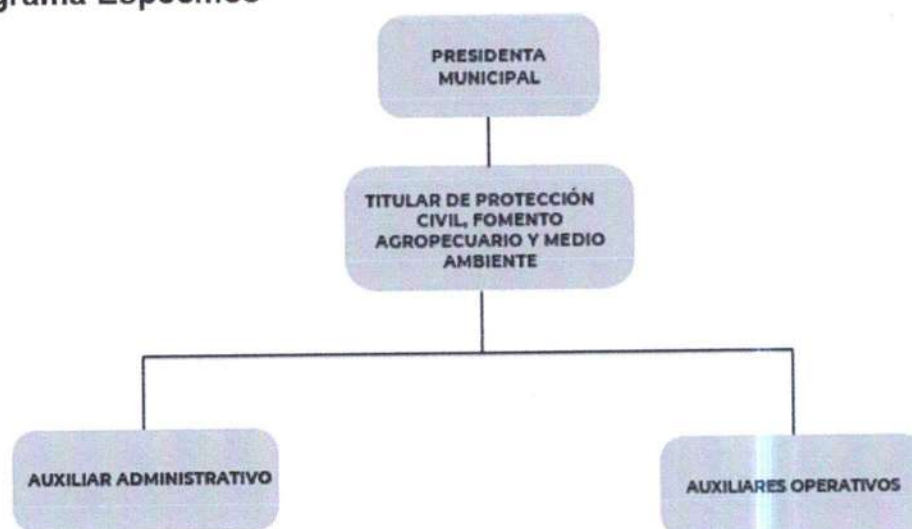 grama Específico
PRESIDENTA
MUNICIPAL
TITULAR DE PROTECCIÓN
CIVIL, FOMENTO
AGROPECUARIO Y MEDIO
AMBIENTE
AUXILIAR ADMINISTRATIVO
AUXILIARES OPERATIVOS